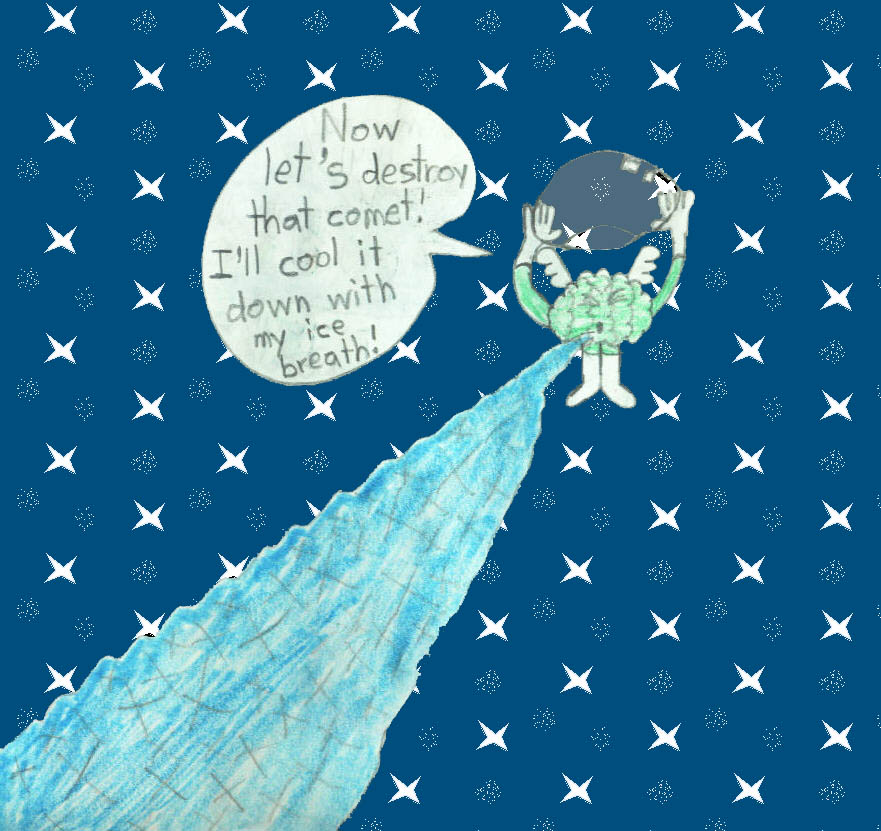 Now
let's destroy
that comet!
I'll cool it
down with
my ice
breath!